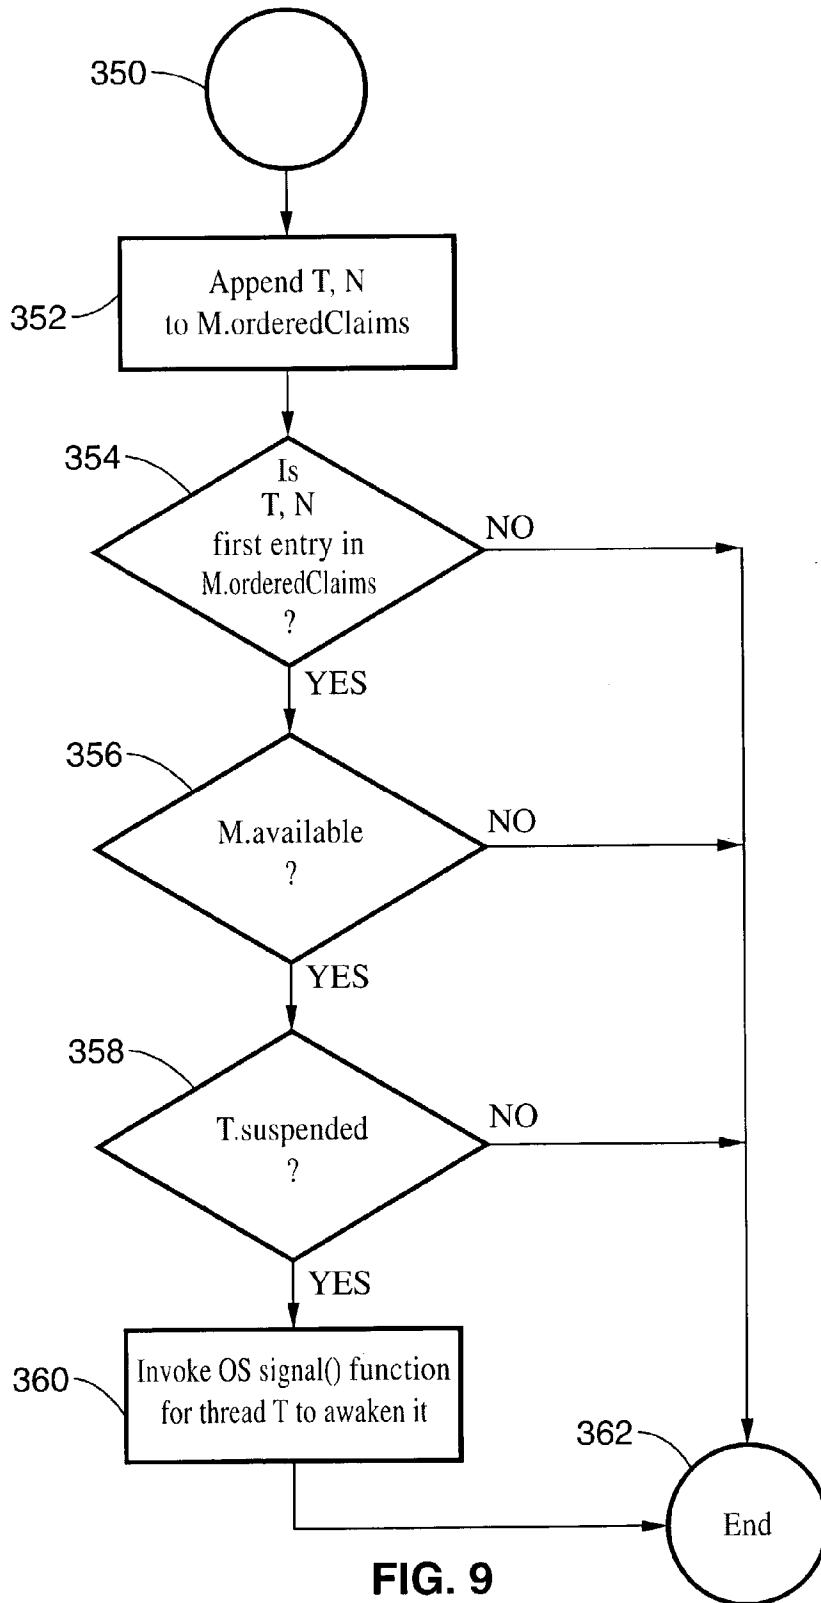 350
Append T, N
to M.orderedClaims
352
354
Is
T, N
first entry in
M.orderedClaims
?
NO
YES
356
M.available
?
NO
YES
358
T.suspended
?
NO
YES
360
Invoke OS signal() function
for thread T to awaken it
362
End
FIG. 9